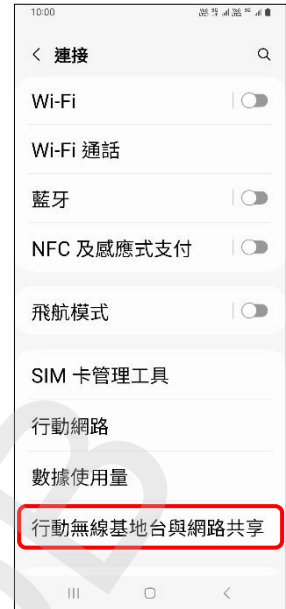 10:00
連接
Wi-Fi
Wi-Fi 通話
藍牙
NFC 及感應式支付
飛航模式
SIM 卡管理工具
行動網路
數據使用量
行動無線基地台與網路共享